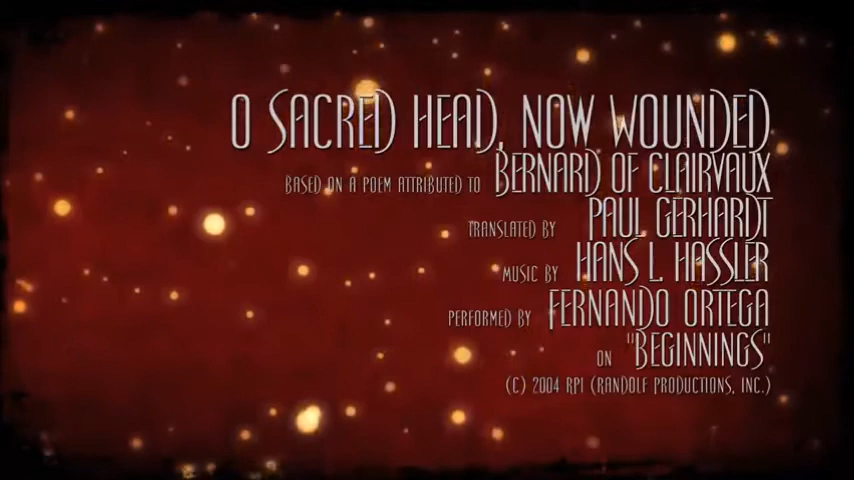 O SACRED HEAD, NOW WOUNDED
BASED ON A POEM ATTRIBUTED TO BERNARD OF CLAIRVAUX
TRANSLATED BY PAUL GERHARDT
MUSIC BY HANS L. HASSLER
PERFORMED BY FERNANDO ORTEGA
ON "BEGINNINGS"
(C) 2004 RPI (RANDOLF PRODUCTIONS, INC.)